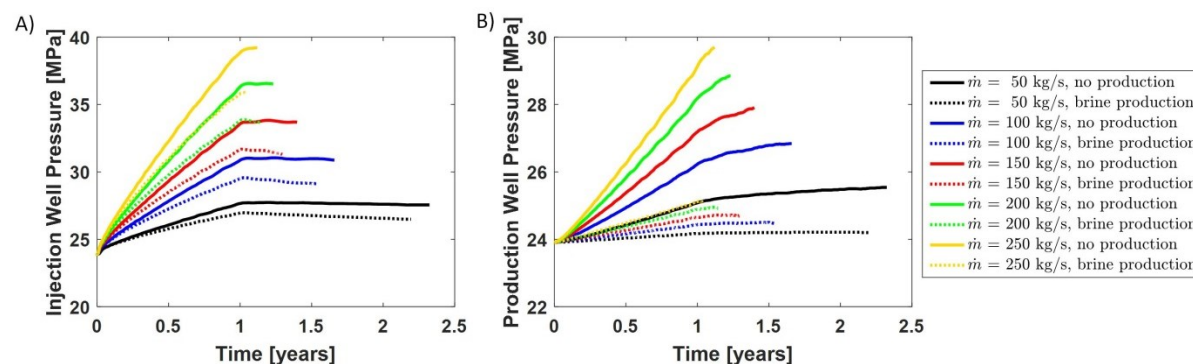 A)
Injection Well Pressure [MPa]
40
35
30
25
20
0
0.5
1
1.5
2
2.5
Time [years]
B)
Production Well Pressure [MPa]
30
28
26
24
22
0
0.5
1
1.5
2
2.5
Time [years]
ṁ = 50 kg/s, no production
ṁ = 50 kg/s, brine production
ṁ = 100 kg/s, no production
ṁ = 100 kg/s, brine production
ṁ = 150 kg/s, no production
ṁ = 150 kg/s, brine production
ṁ = 200 kg/s, no production
ṁ = 200 kg/s, brine production
ṁ = 250 kg/s, no production
ṁ = 250 kg/s, brine production